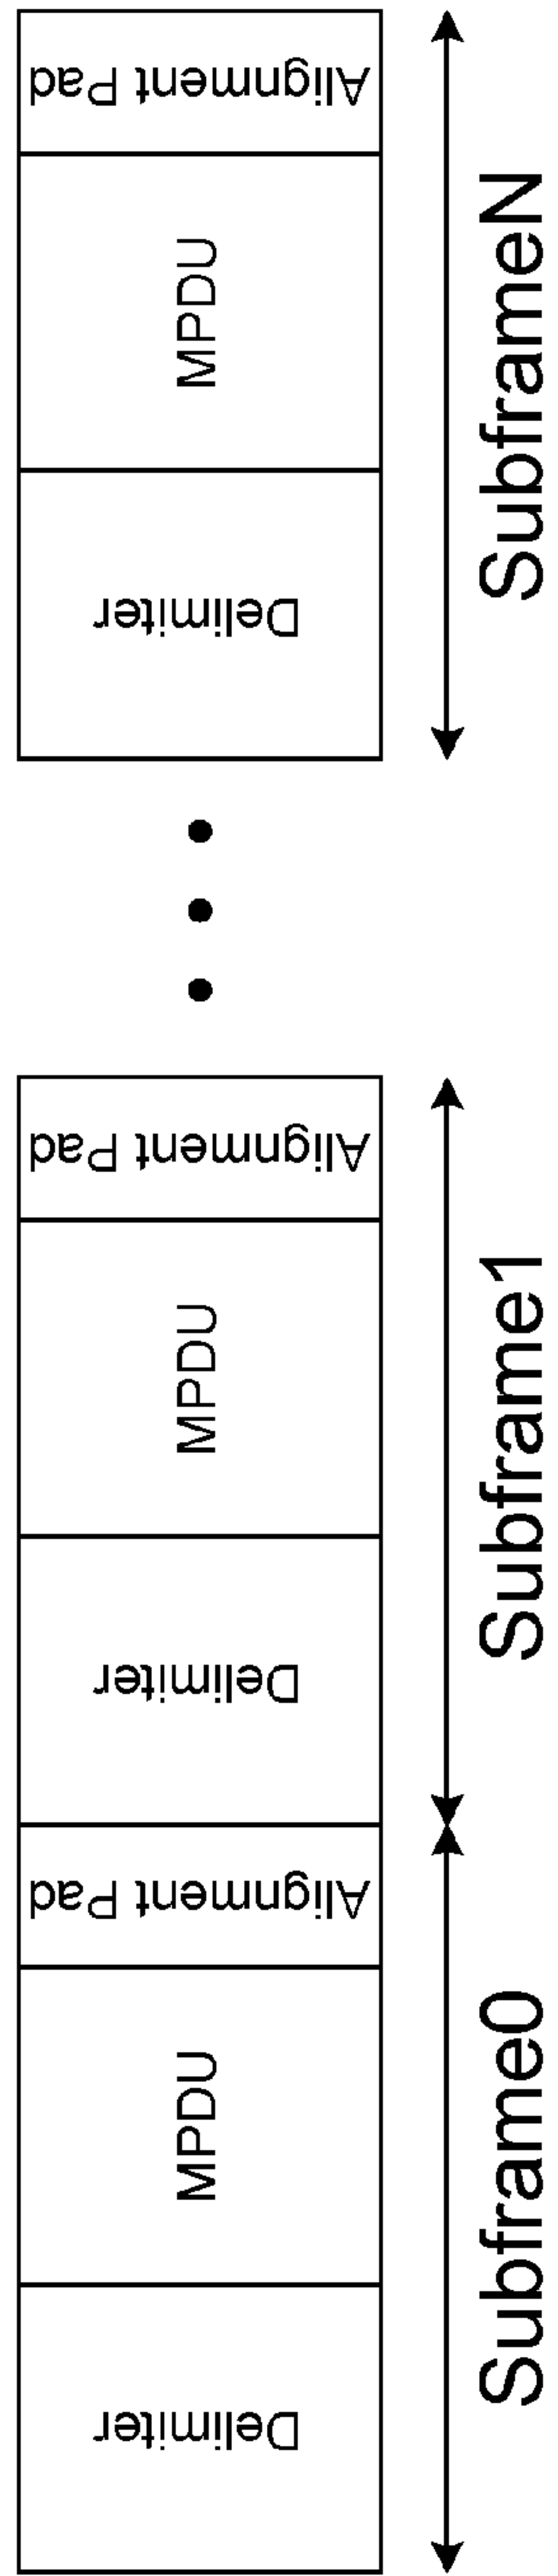 Delimiter
MPDU
Alignment Pad
Delimiter
MPDU
Alignment Pad
Delimiter
MPDU
Alignment Pad
Subframe0
Subframe1
SubframeN